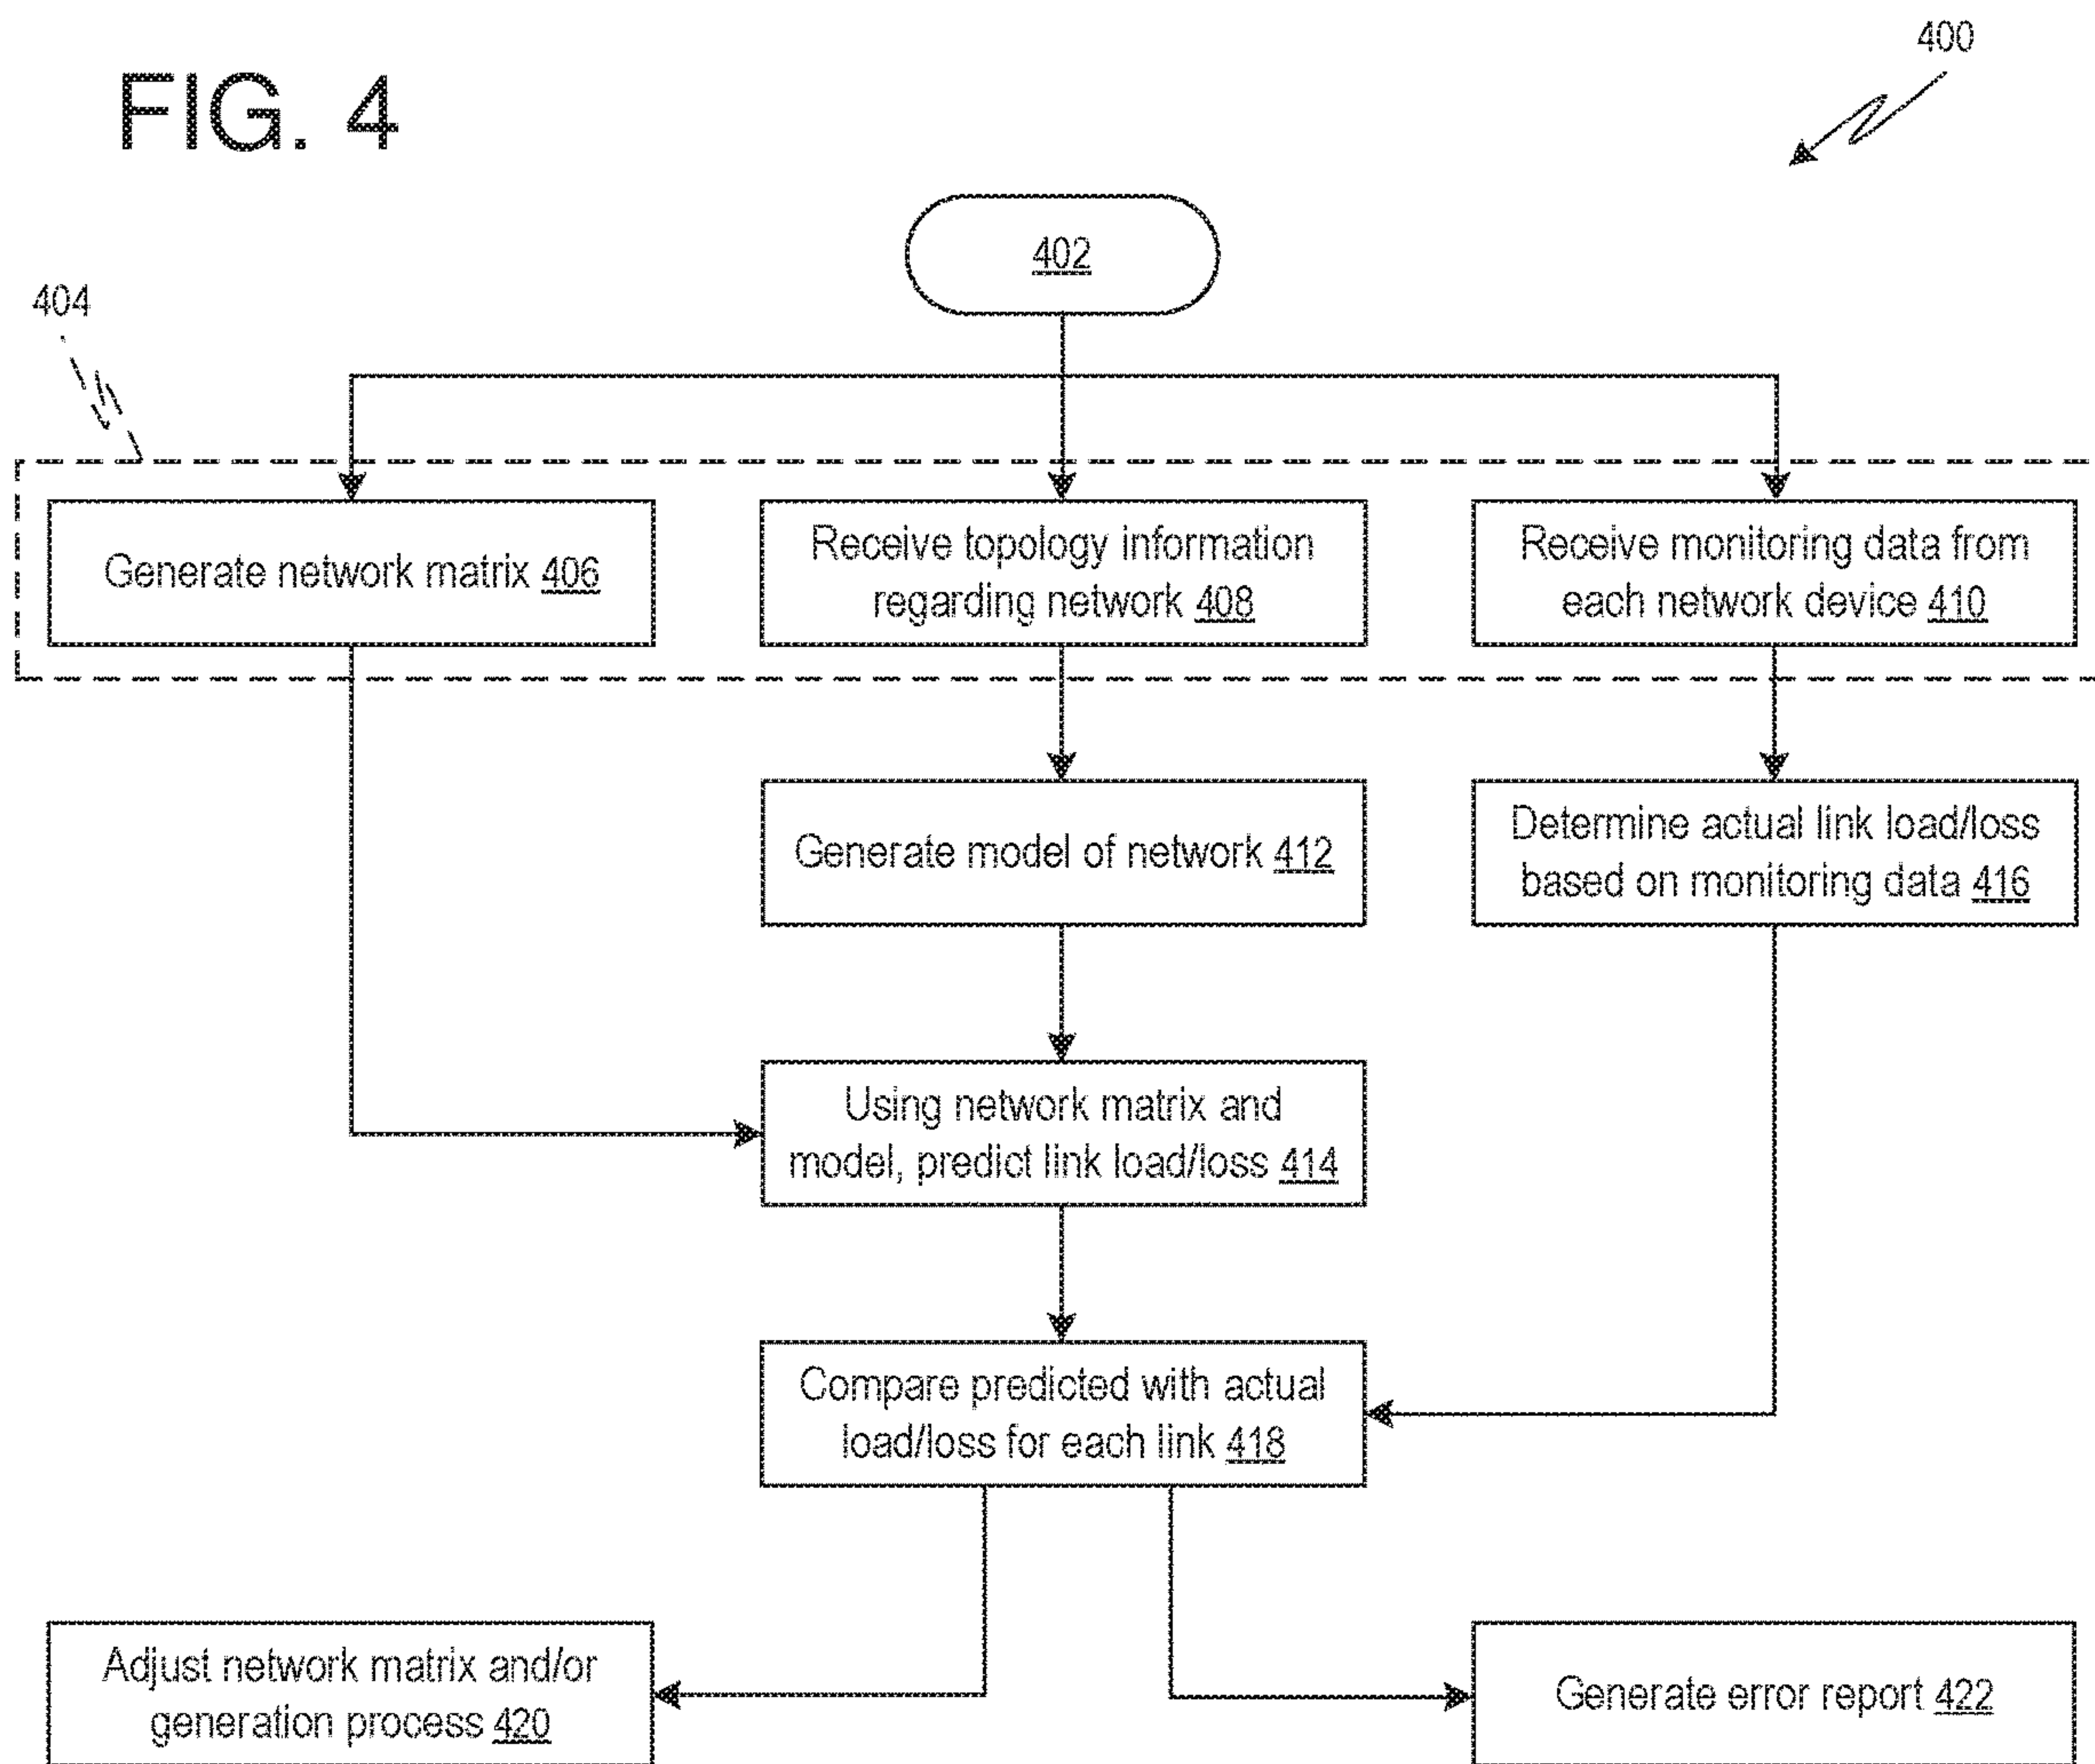 FIG. 4
400
402
404
Generate network matrix 406
Receive topology information
regarding network 408
Receive monitoring data from
each network device 410
Generate model of network 412
Determine actual link load/loss
based on monitoring data 416
Using network matrix and
model, predict link load/loss 414
Compare predicted with actual
load/loss for each link 418
Adjust network matrix and/or
generation process 420
Generate error report 422